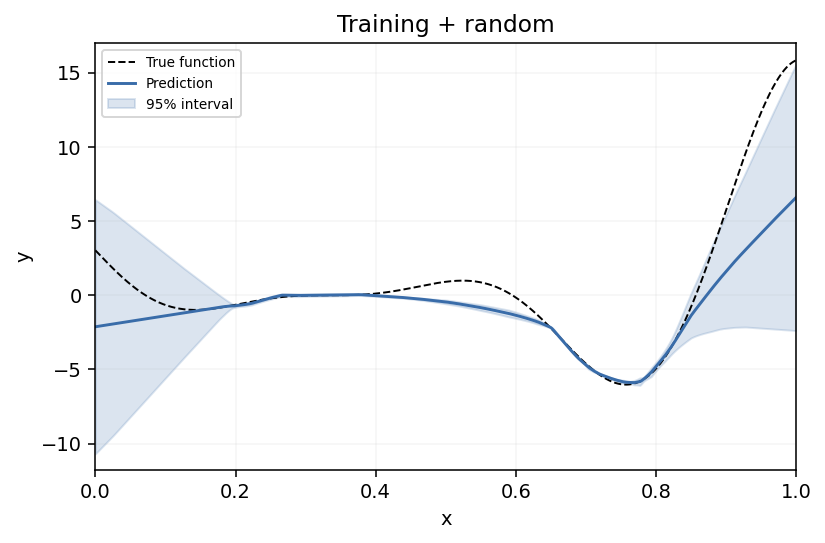 Training + random
True function
Prediction
95% interval
y
15
10
5
0
−5
−10
0.0 0.2 0.4 0.6 0.8 1.0
x